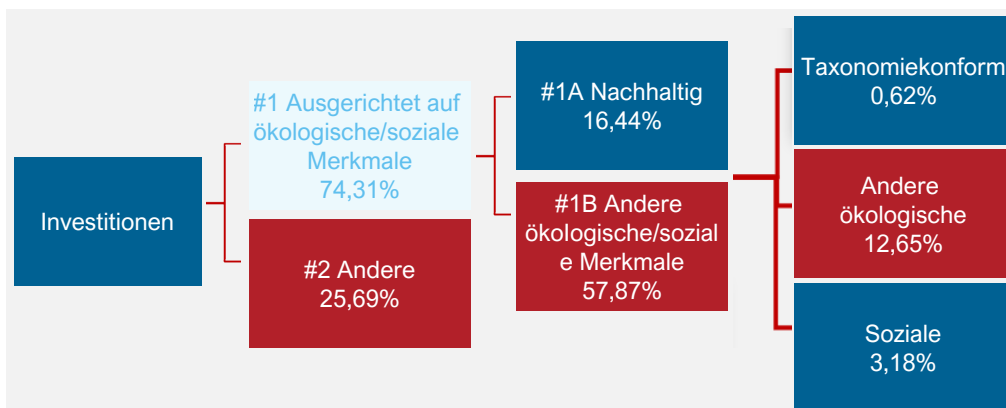 Investitionen
#1 Ausgerichtet auf
ökologische/soziale
Merkmale
74,31%
#2 Andere
25,69%
#1A Nachhaltig
16,44%
#1B Andere
ökologische/sozial
e Merkmale
57,87%
Taxonomiekonform
0,62%
Andere
ökologische
12,65%
Soziale
3,18%